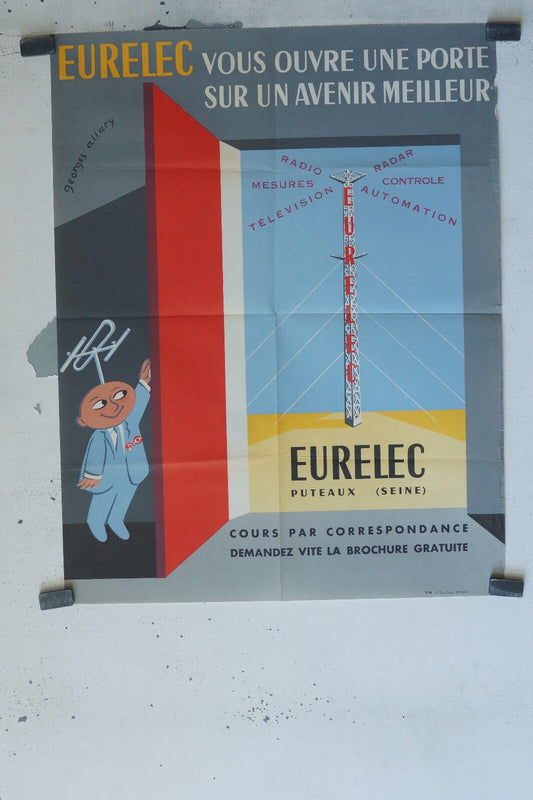 EURELEC VOUS OUVRE UNE PORTE
SUR UN AVENIR MEILLEUR
georges allary
RADIO RADAR
MESURES CONTROLE
TELEVISION AUTOMATION
EURELEC
EURELEC
PUTEAUX (SEINE)
COURS PAR CORRESPONDANCE
DEMANDEZ VITE LA BROCHURE GRATUITE